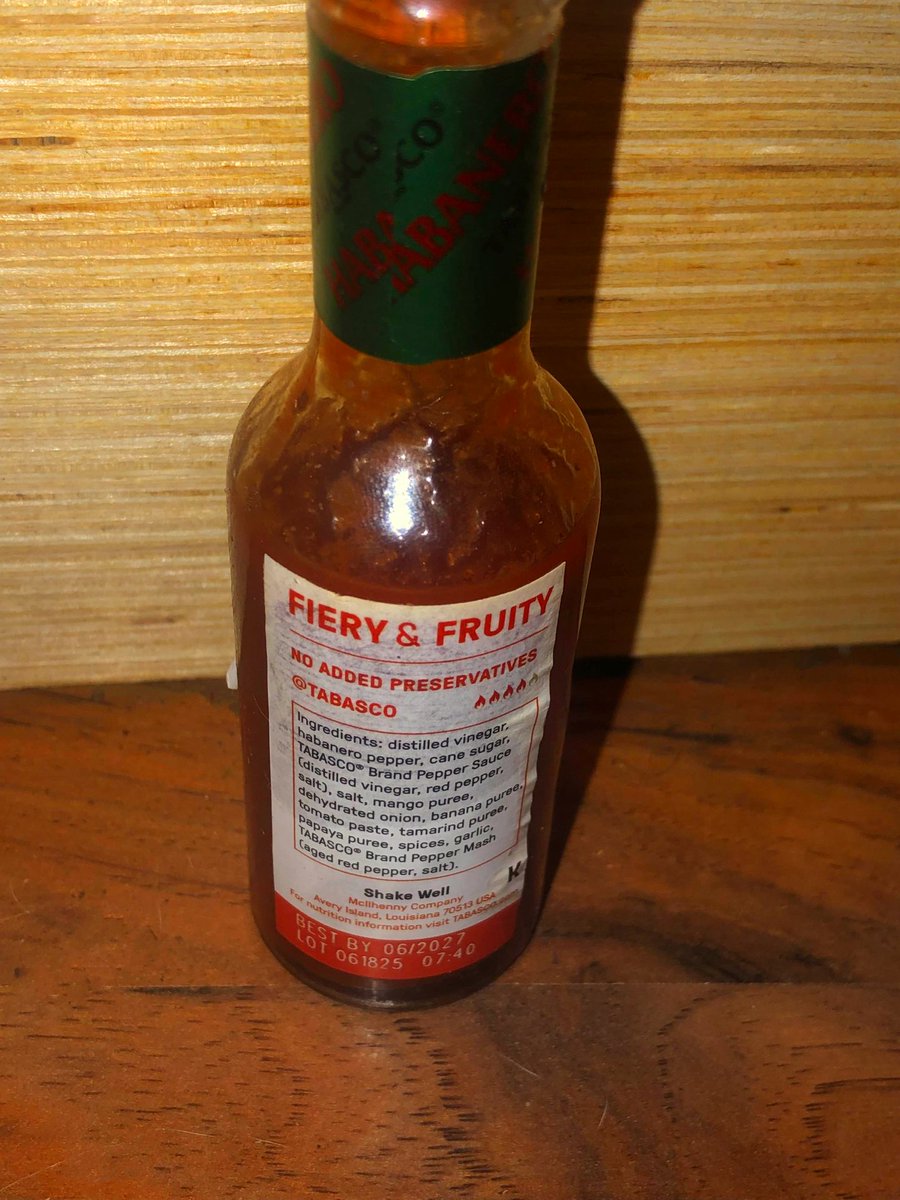 HABANERO
FIERY & FRUITY
NO ADDED PRESERVATIVES
@TABASCO
Ingredients: distilled vinegar,
habanero pepper, cane sugar,
TABASCO® Brand Pepper Sauce
(distilled vinegar, red pepper,
salt), salt, mango puree,
dehydrated onion, banana puree,
tomato paste, tamarind puree,
papaya puree, spices, garlic,
TABASCO® Brand Pepper Mash
(aged red pepper, salt).
K
Shake Well
McIlhenny Company
Avery Island, Louisiana 70513 USA
For nutrition information visit TABASCO.com
BEST BY 06/2027
LOT 061825 07:40